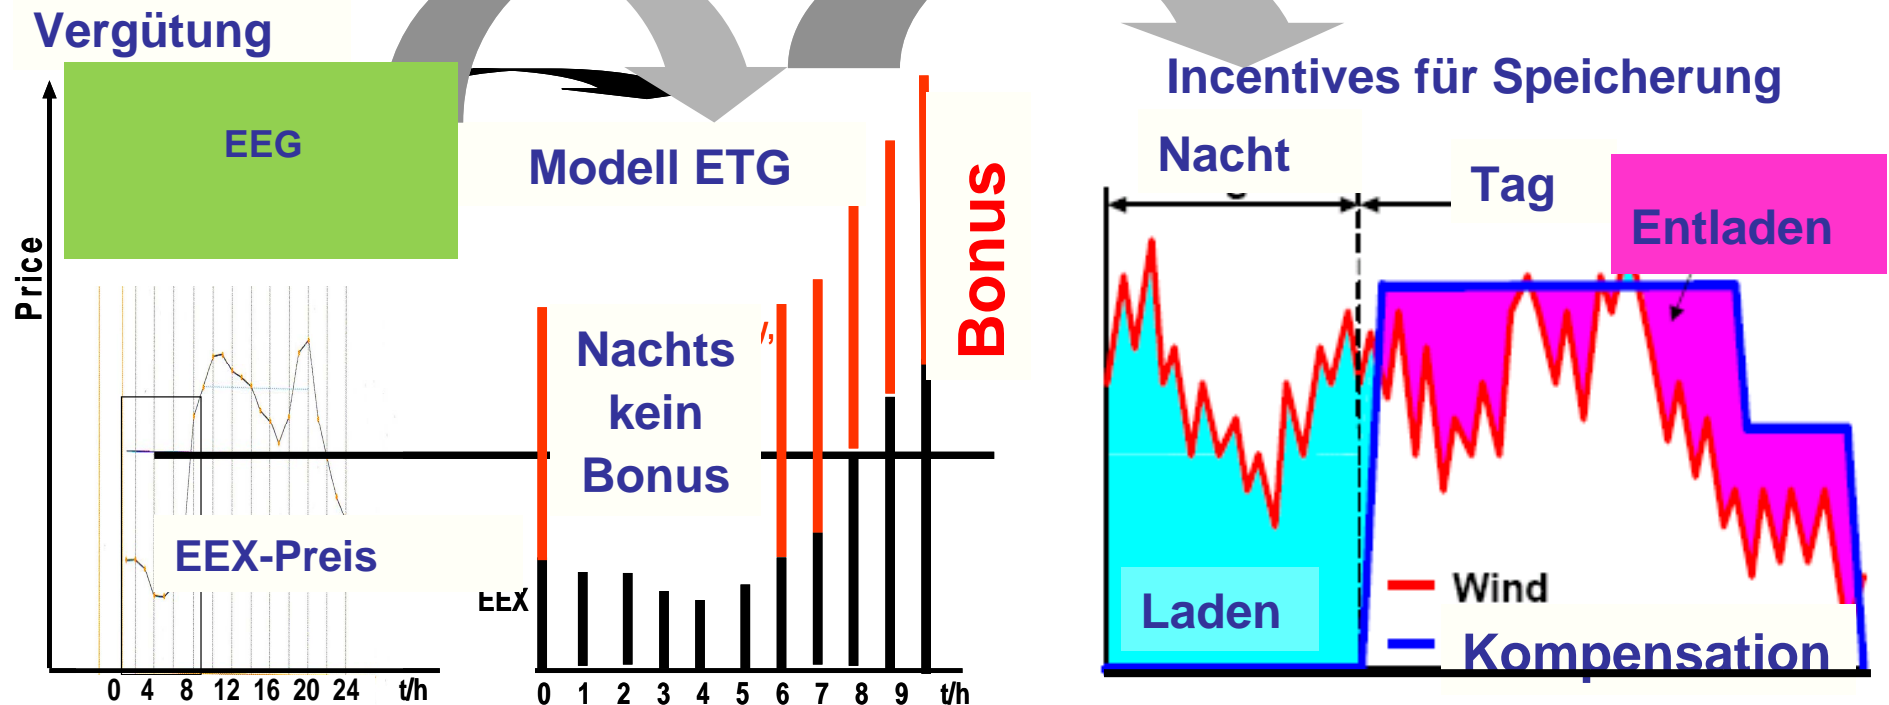 Vergütung
EEG
Price
EEX-Preis
0 4 8 12 16 20 24 t/h
Modell ETG
Nachts
kein
Bonus
Bonus
EEX
0 1 2 3 4 5 6 7 8 9 t/h
Incentives für Speicherung
Nacht
Tag
Entladen
Laden
Wind
Kompensation